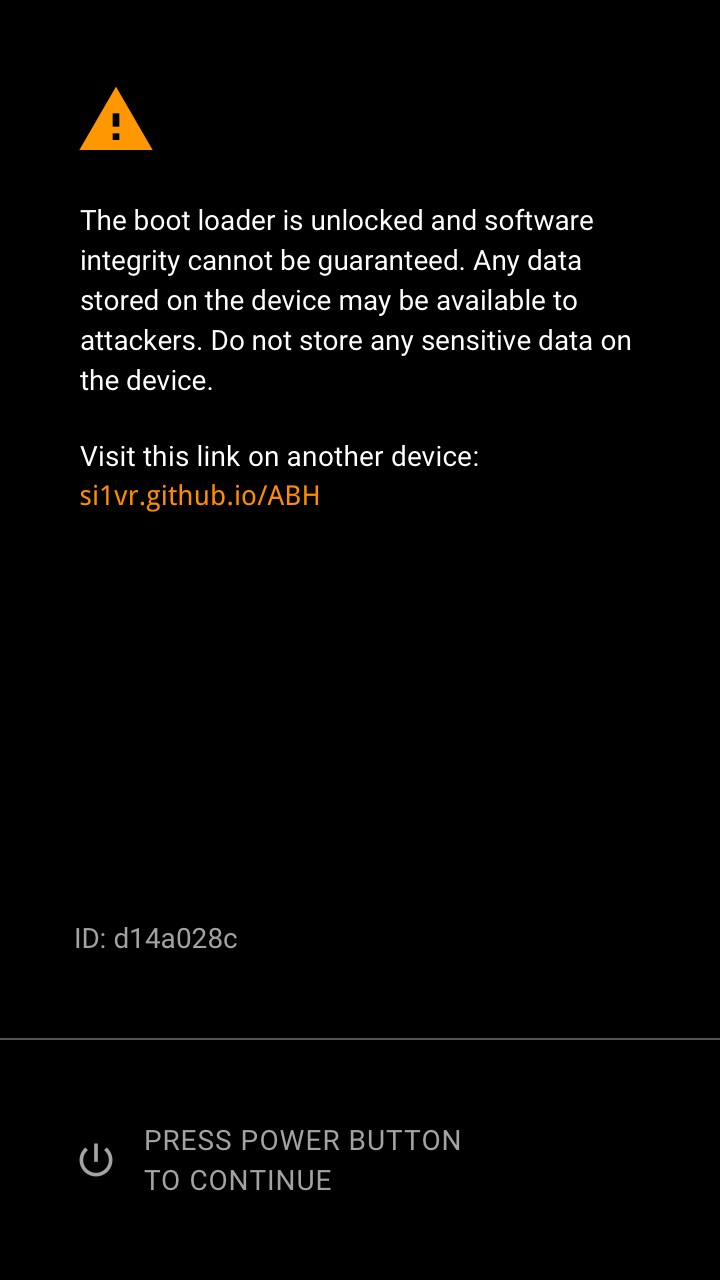 The boot loader is unlocked and software
integrity cannot be guaranteed. Any data
stored on the device may be available to
attackers. Do not store any sensitive data on
the device.
Visit this link on another device:
si1vr.github.io/ABH
ID: d14a028c
PRESS POWER BUTTON
TO CONTINUE